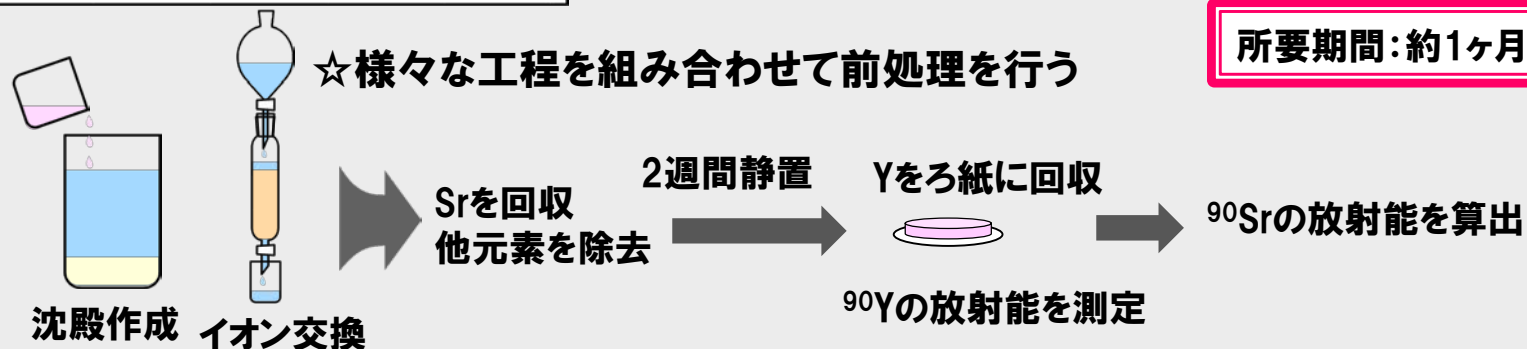 所要期間:約1ヶ月
☆様々な工程を組み合わせて前処理を行う
沈殿作成
イオン交換
Srを回収
他元素を除去
2週間静置
Yをろ紙に回収
90Yの放射能を測定
90Srの放射能を算出